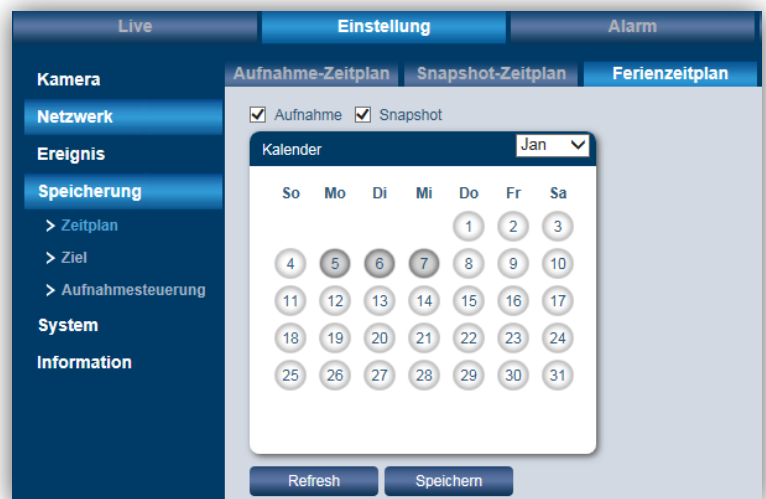 Live Einstellung Alarm
Kamera
Netzwerk
Ereignis
Speicherung
> Zeitplan
> Ziel
> Aufnahmesteuerung
System
Information
Aufnahme-Zeitplan Snapshot-Zeitplan Ferienzeitplan
Aufnahme Snapshot
Kalender Jan
So Mo Di Mi Do Fr Sa
1 2 3
4 5 6 7 8 9 10
11 12 13 14 15 16 17
18 19 20 21 22 23 24
25 26 27 28 29 30 31
Refresh Speichern